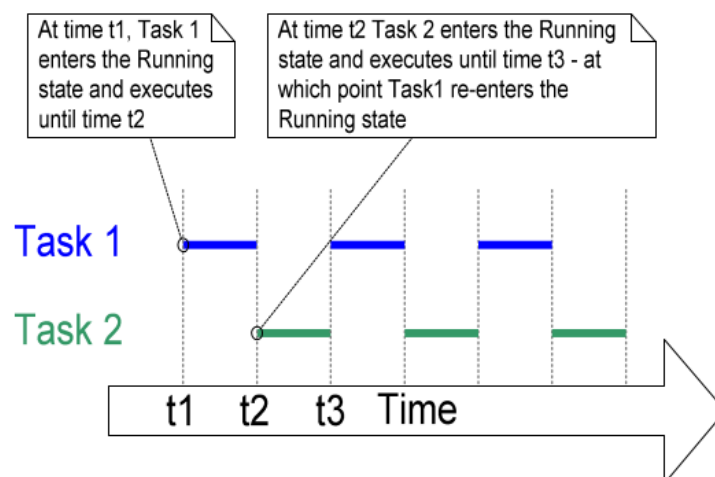 At time t1, Task 1
enters the Running
state and executes
until time t2
At time t2 Task 2 enters the Running
state and executes until time t3 - at
which point Task1 re-enters the
Running state
Task 1
Task 2
t1 t2 t3 Time